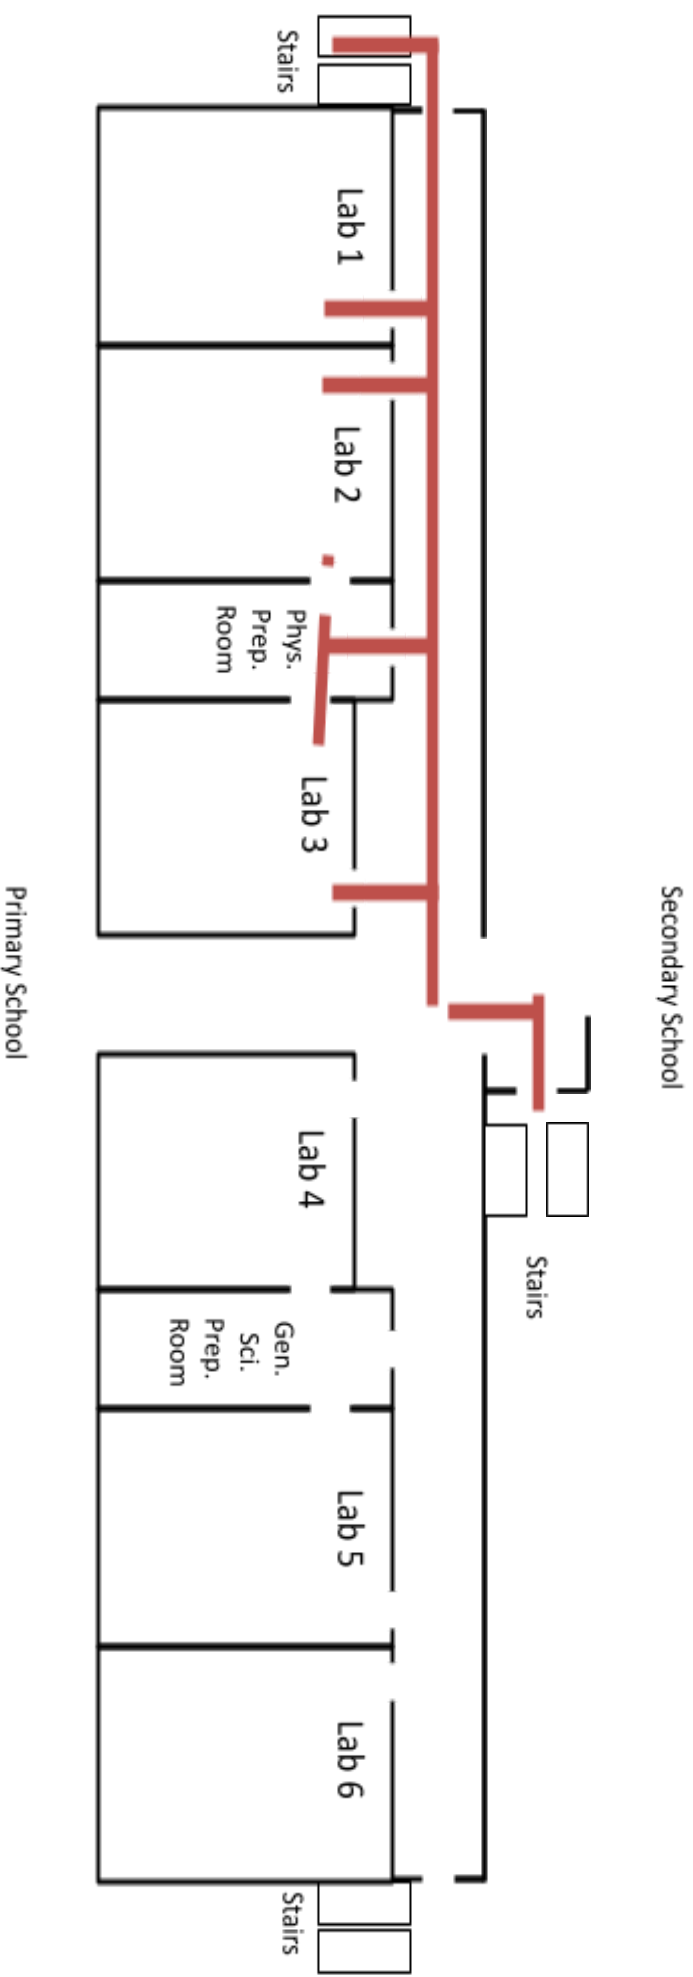 Secondary School
Stairs
Lab 1
Lab 2
Phys.
Prep.
Room
Lab 3
Lab 4
Gen.
Sci.
Prep.
Room
Lab 5
Lab 6
Stairs
Stairs
Primary School